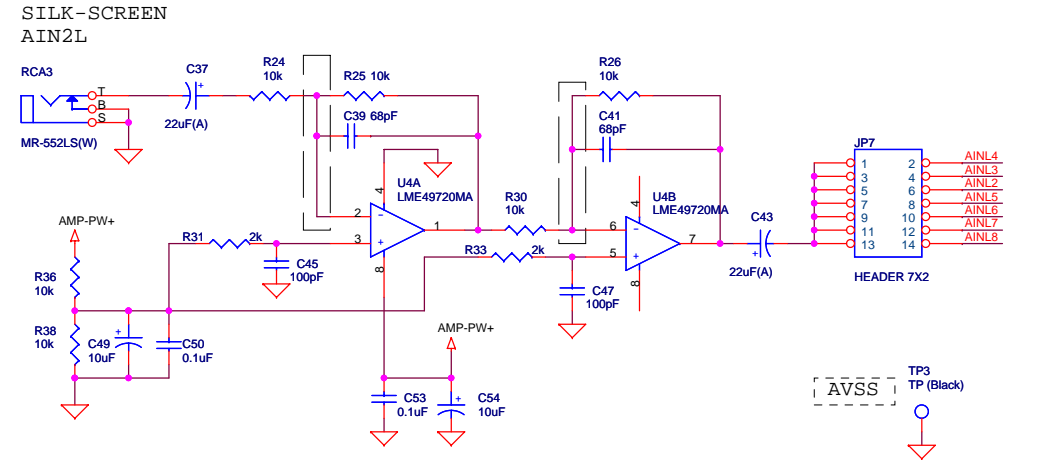 SILK-SCREEN
AIN2L
RCA3
T
B
S
MR-552LS(W)
C37
+
22uF(A)
R24
10k
R25 10k
C39 68pF
R26
10k
C41
68pF
U4A
LME49720MA
4
2
-
3
+
1
8
R30
10k
U4B
LME49720MA
4
6
-
5
+
7
8
C43
+
22uF(A)
JP7
1 2 AINL4
3 4 AINL3
5 6 AINL2
7 8 AINL5
9 10 AINL6
11 12 AINL7
13 14 AINL8
HEADER 7X2
AMP-PW+
R31 2k
C45
100pF
R33 2k
C47
100pF
R36
10k
R38
10k
C49
10uF
+
C50
0.1uF
AMP-PW+
C53
0.1uF
+
C54
10uF
AVSS
TP3
TP (Black)